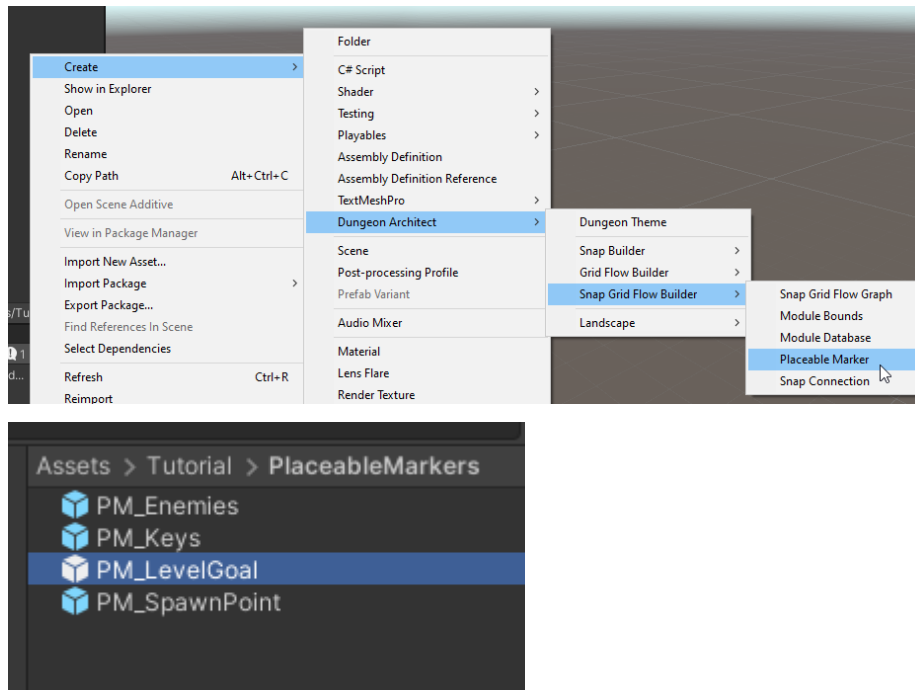 Create
Show in Explorer
Open
Delete
Rename
Copy Path Alt+Ctrl+C
Open Scene Additive
View in Package Manager
Import New Asset...
Import Package
Export Package...
Find References In Scene
Select Dependencies
Refresh Ctrl+R
Reimport
Folder
C# Script
Shader
Testing
Playables
Assembly Definition
Assembly Definition Reference
TextMeshPro
Dungeon Architect
Scene
Post-processing Profile
Prefab Variant
Audio Mixer
Material
Lens Flare
Render Texture
Dungeon Theme
Snap Builder
Grid Flow Builder
Snap Grid Flow Builder
Landscape
Snap Grid Flow Graph
Module Bounds
Module Database
Placeable Marker
Snap Connection
s/Tu
1
d...
Assets > Tutorial > PlaceableMarkers
PM_Enemies
PM_Keys
PM_LevelGoal
PM_SpawnPoint